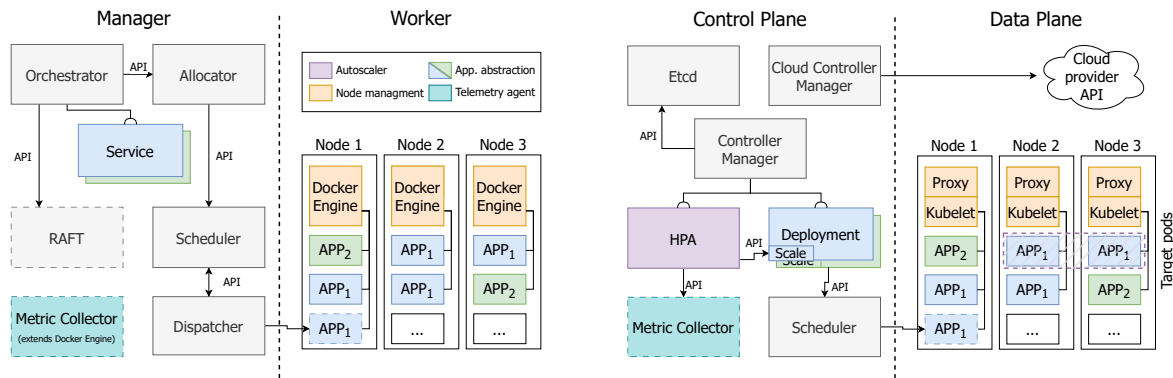 Manager
Worker
Orchestrator
API
Allocator
Service
API
API
RAFT
Scheduler
API
Metric Collector
(extends Docker Engine)
Dispatcher
Autoscaler
App. abstraction
Node managment
Telemetry agent
Node 1
Node 2
Node 3
Docker
Engine
Docker
Engine
Docker
Engine
APP2
APP1
APP1
APP1
APP1
APP2
APP1
...
...
Control Plane
Data Plane
Etcd
Cloud Controller
Manager
Cloud
provider
API
API
Controller
Manager
HPA
API
Deployment
Scale
Scale
API
API
Metric Collector
Scheduler
Node 1
Node 2
Node 3
Proxy
Proxy
Proxy
Kubelet
Kubelet
Kubelet
APP2
APP1
APP1
APP1
APP1
APP2
APP1
...
...
Target pods